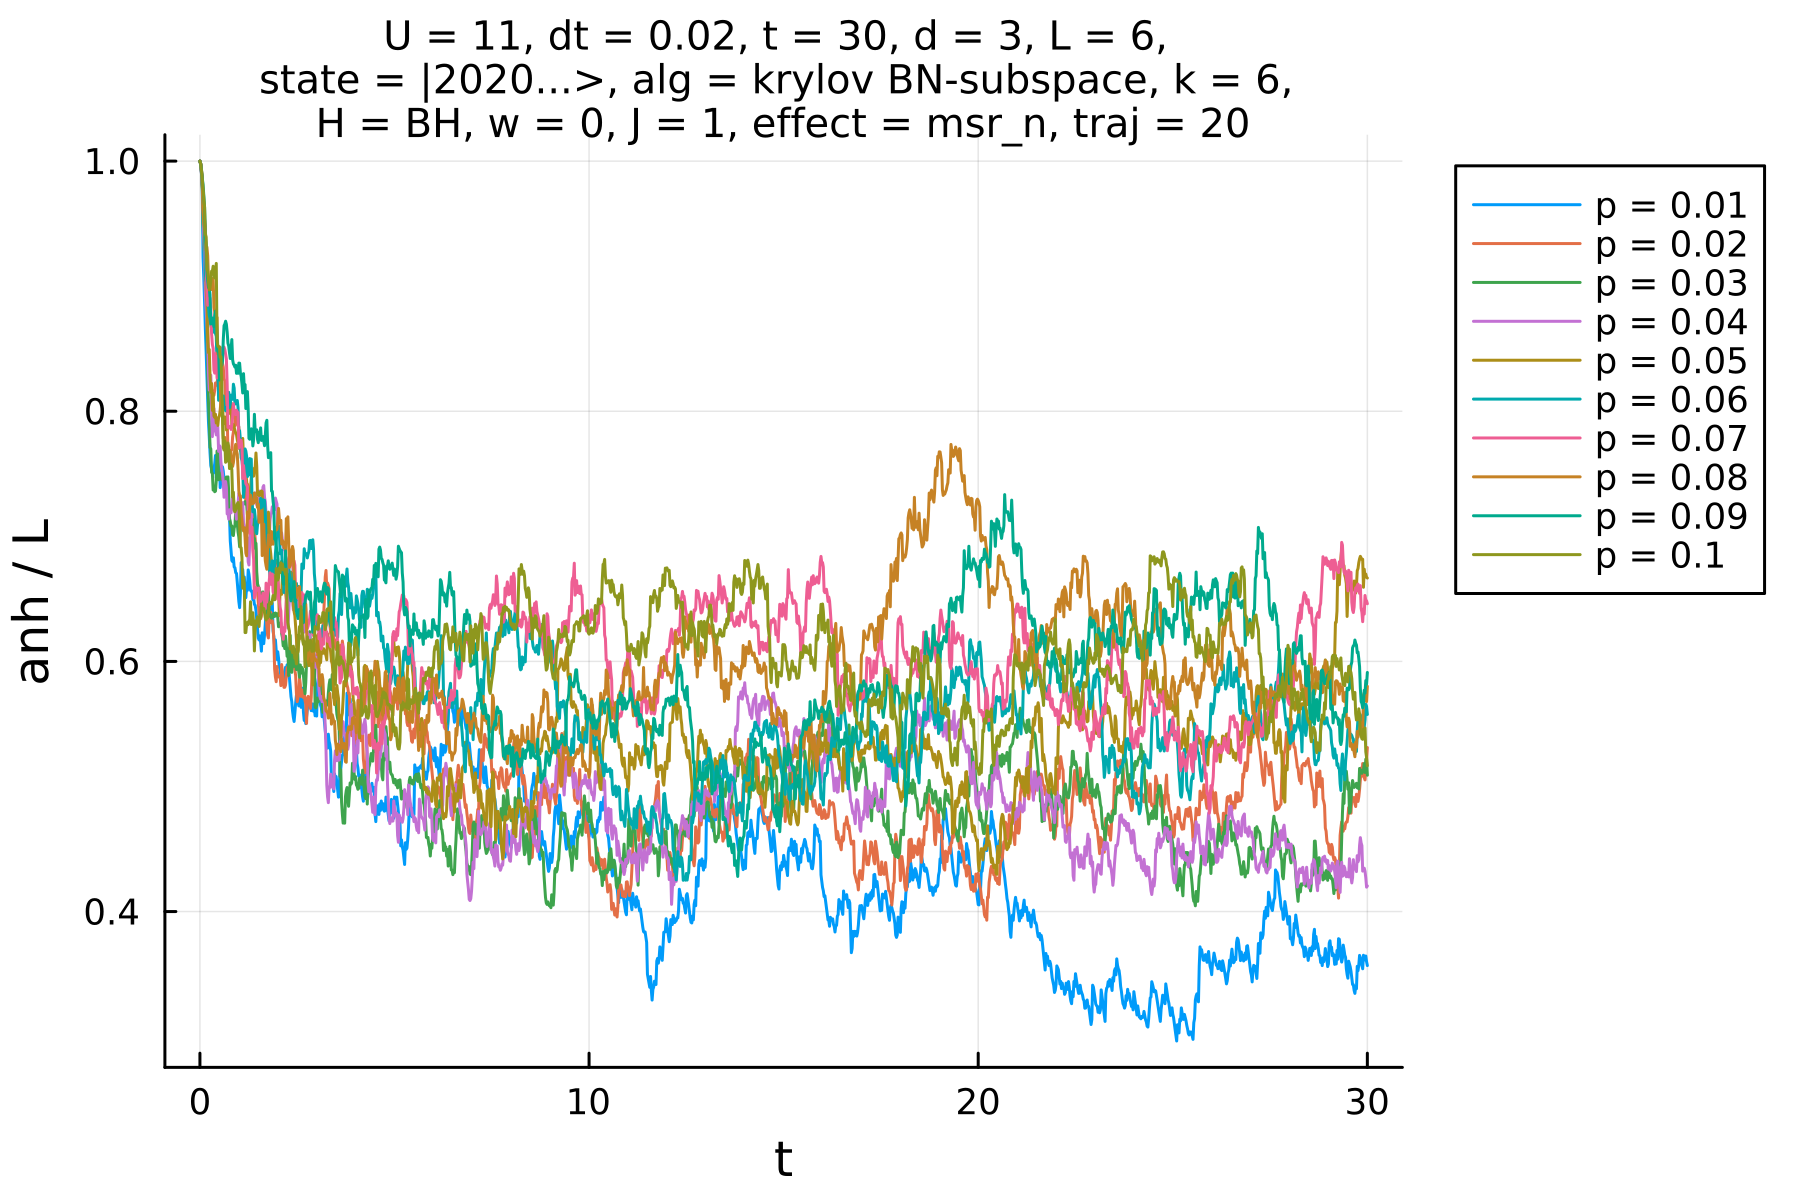 U = 11, dt = 0.02, t = 30, d = 3, L = 6,
state = |2020...>, alg = krylov BN-subspace, k = 6,
H = BH, w = 0, J = 1, effect = msr_n, traj = 20
anh / L
1.0
0.8
0.6
0.4
0
10
20
30
t
p = 0.01
p = 0.02
p = 0.03
p = 0.04
p = 0.05
p = 0.06
p = 0.07
p = 0.08
p = 0.09
p = 0.1